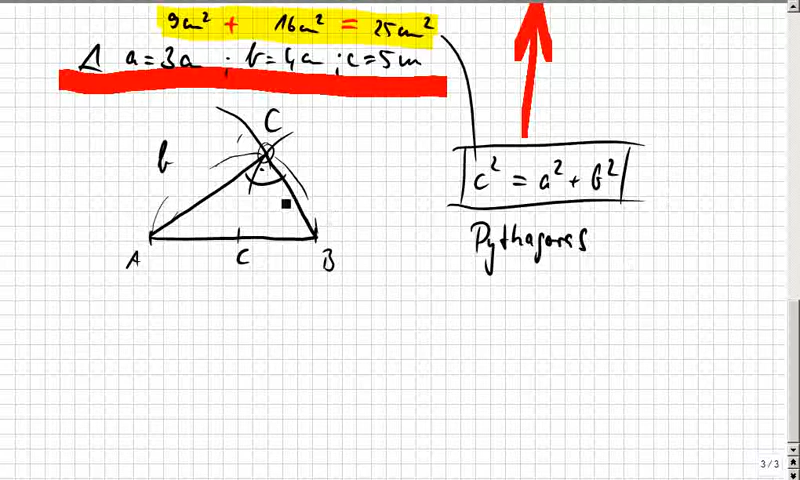 9cm² + 16cm² = 25cm²
Δ a=3cm ; b=4cm ; c=5cm
C
b
c² = a² + b²
A C B
Pythagoras
3/3